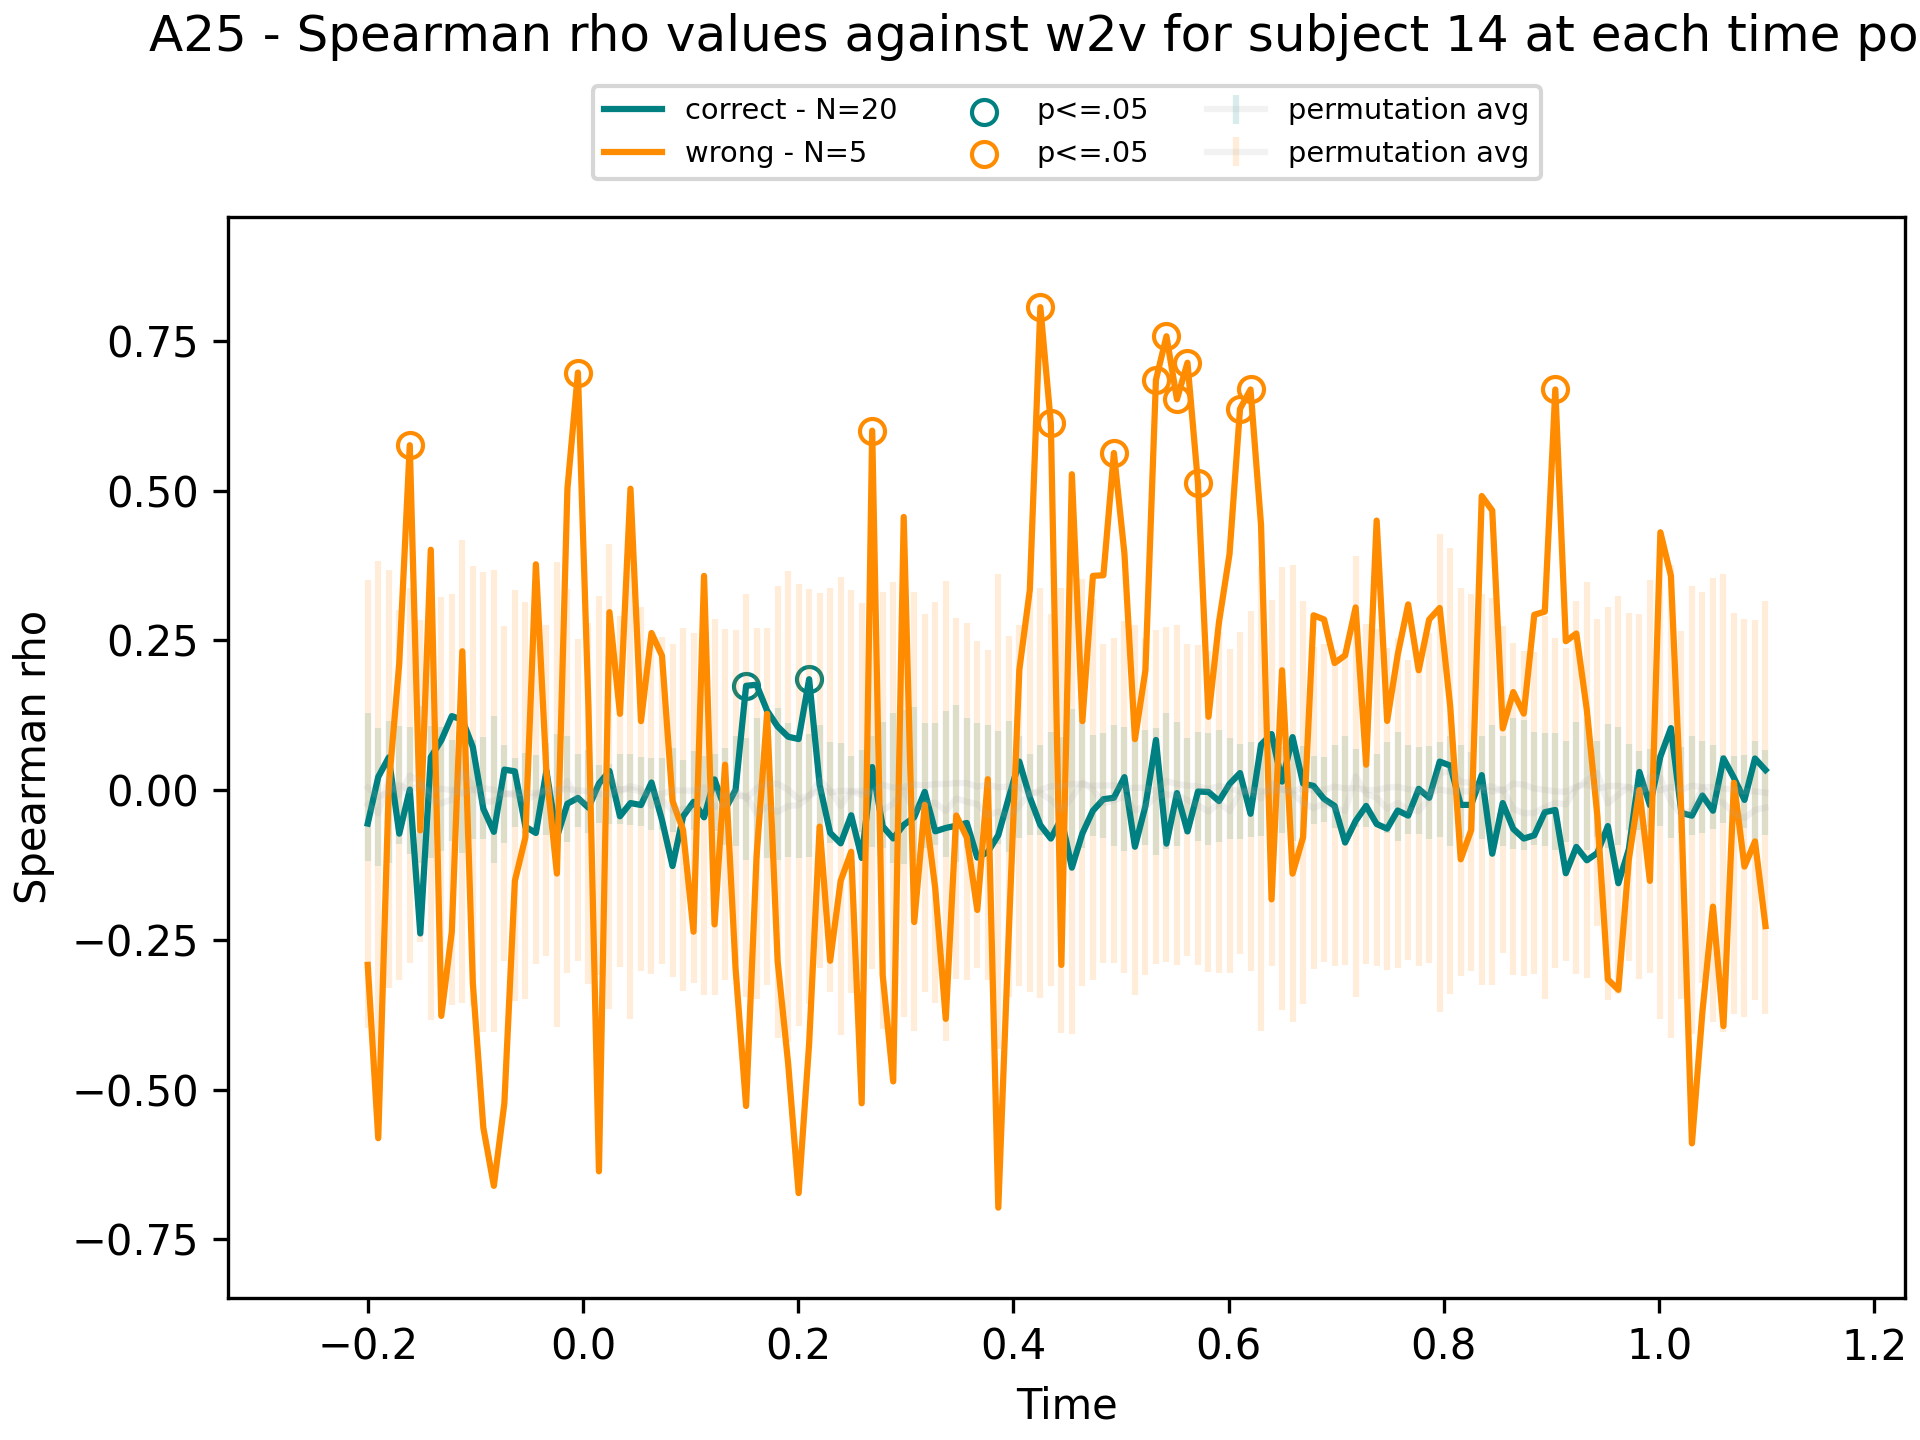 A25 - Spearman rho values against w2v for subject 14 at each time po
correct - N=20 p<=.05 permutation avg
wrong - N=5 p<=.05 permutation avg
Spearman rho
0.75
0.50
0.25
0.00
−0.25
−0.50
−0.75
−0.2 0.0 0.2 0.4 0.6 0.8 1.0 1.2
Time